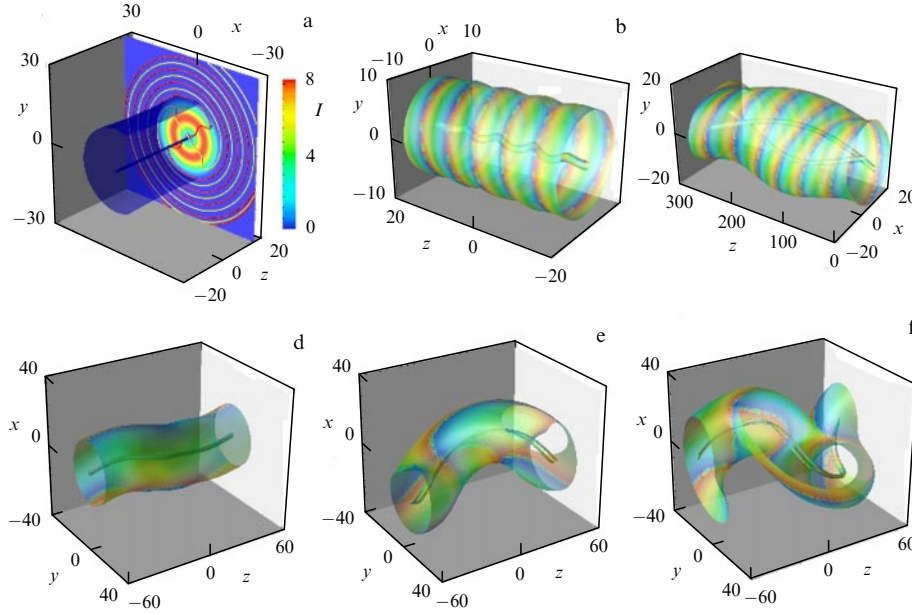 30 0 x −30 a
30 y 0 −30
8 I 4 0
20 0 z −20
x −10 0 10 b
10 y 0 −10
20 z 0 −20
20 y 0 −20
300 200 z 100 0
20 0 x −20
d
40 x 0 −40
y 0 40
−60 0 z 60
e
40 x 0 −40
y 0 40
−60 0 z 60
f
40 x 0 −40
y 0 40
−60 0 z 60